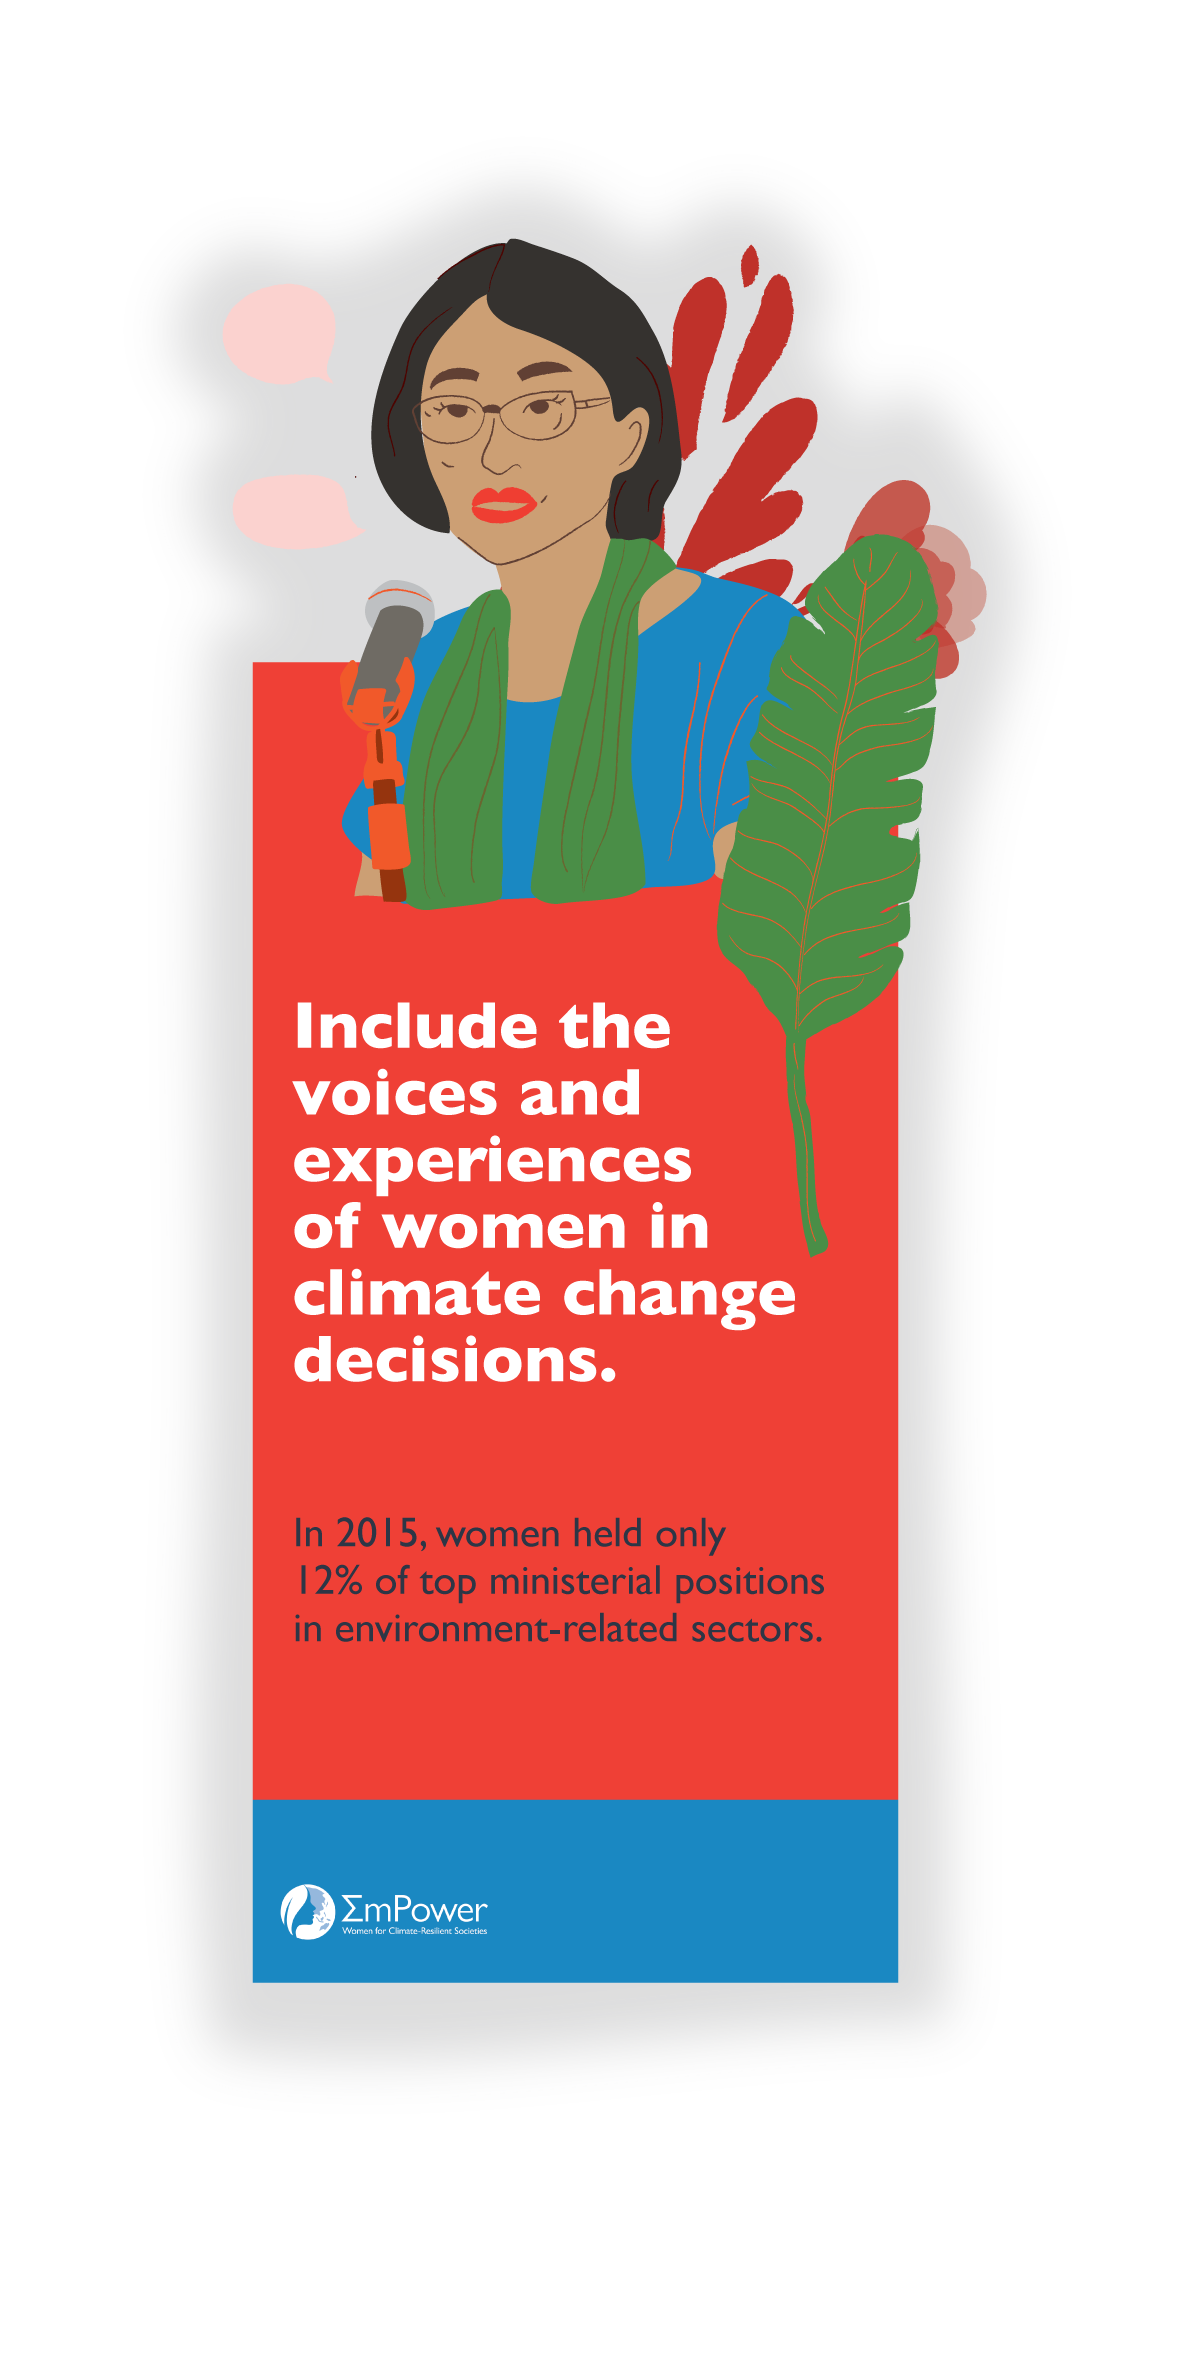 Include the
voices and
experiences
of women in
climate change
decisions.
In 2015, women held only
12% of top ministerial positions
in environment-related sectors.
ΣmPower
Women for Climate-Resilient Societies